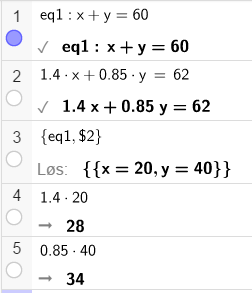 1 eq1 : x + y = 60
✓ eq1 : x + y = 60
2 1.4 · x + 0.85 · y = 62
✓ 1.4 x + 0.85 y = 62
3 {eq1, $2}
Løs: {{x = 20, y = 40}}
4 1.4 · 20
→ 28
5 0.85 · 40
→ 34